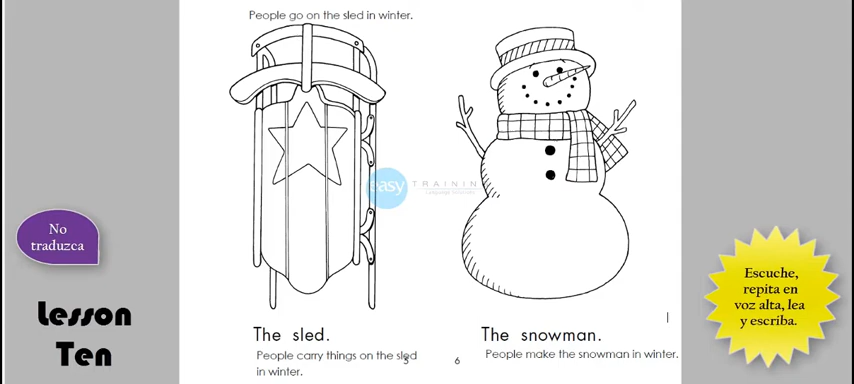 People go on the sled in winter.
No
traduzca
Lesson
Ten
easy TRAINING
The sled.
People carry things on the sled
in winter.
5
The snowman.
People make the snowman in winter.
6
Escuche,
repita en
voz alta, lea
y escriba.